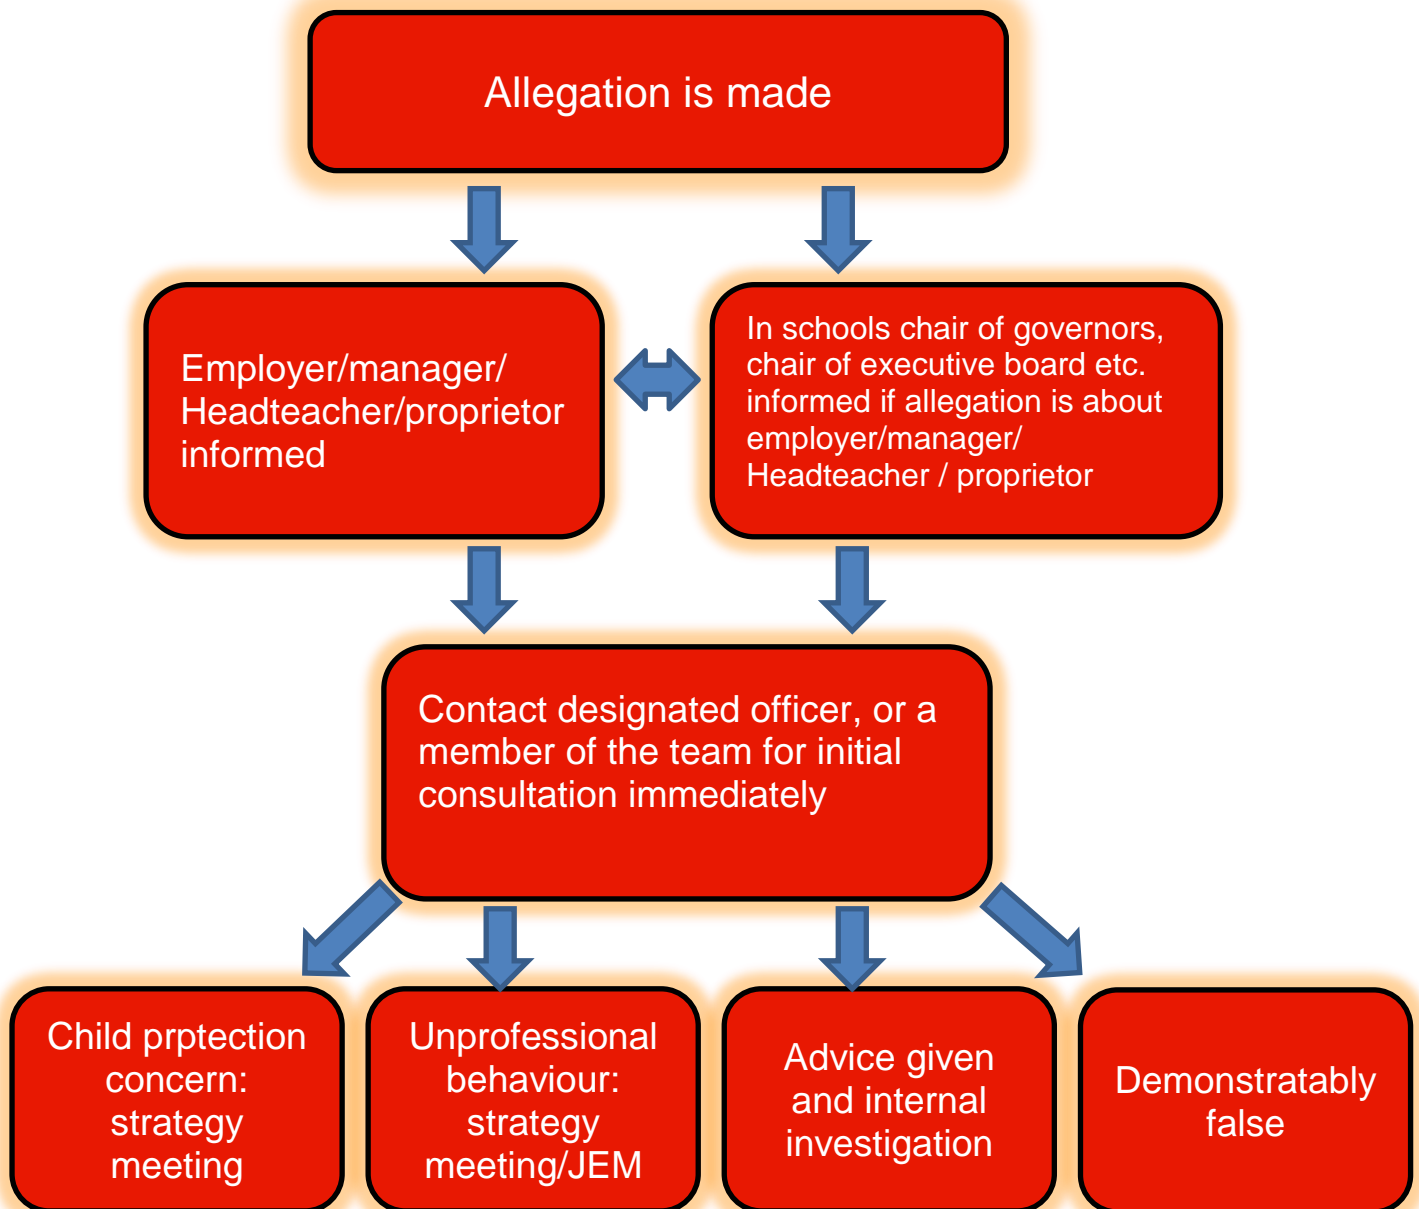 Allegation is made
Employer/manager/
Headteacher/proprietor
informed
In schools chair of governors,
chair of executive board etc.
informed if allegation is about
employer/manager/
Headteacher / proprietor
Contact designated officer, or a
member of the team for initial
consultation immediately
Child prptection
concern:
strategy
meeting
Unprofessional
behaviour:
strategy
meeting/JEM
Advice given
and internal
investigation
Demonstratably
false